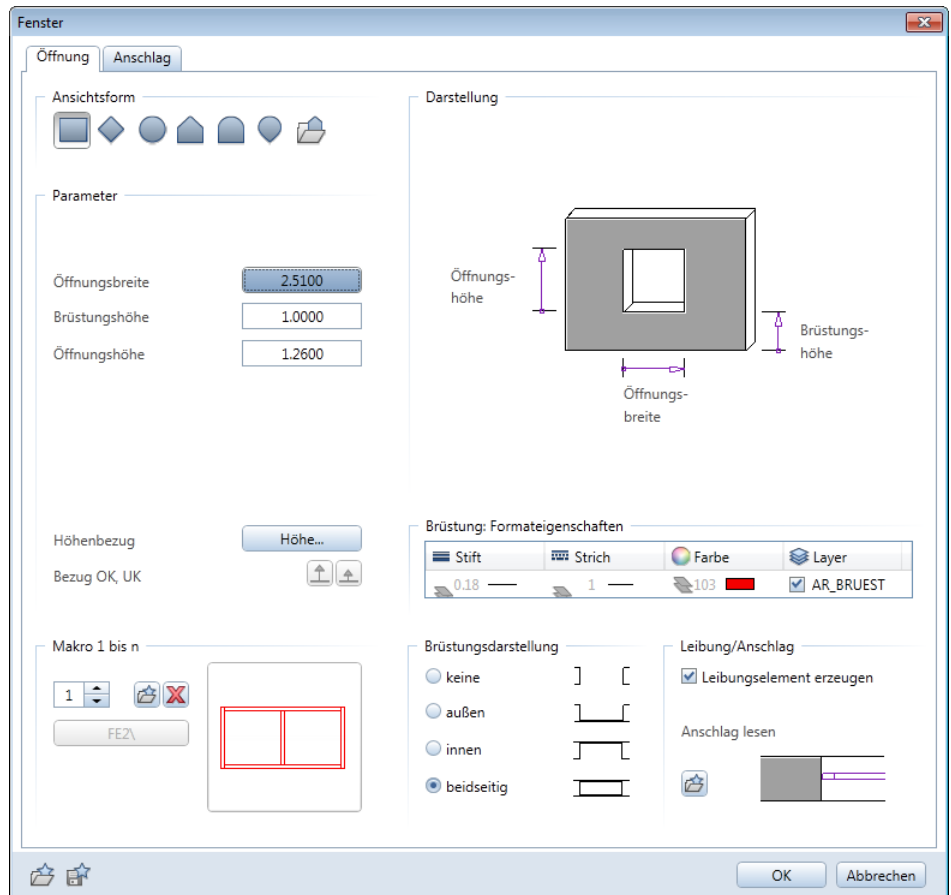 Fenster
Öffnung Anschlag
Ansichtsform
Darstellung
Parameter
Öffnungsbreite 2.5100
Brüstungshöhe 1.0000
Öffnungshöhe 1.2600
Öffnungs-
höhe
Brüstungs-
höhe
Öffnungs-
breite
Höhenbezug Höhe...
Bezug OK, UK
Brüstung: Formateigenschaften
Stift Strich Farbe Layer
0.18 1 103 AR_BRUEST
Makro 1 bis n
1
FE2\
Brüstungsdarstellung
keine
außen
innen
beidseitig
Leibung/Anschlag
Leibungselement erzeugen
Anschlag lesen
OK Abbrechen